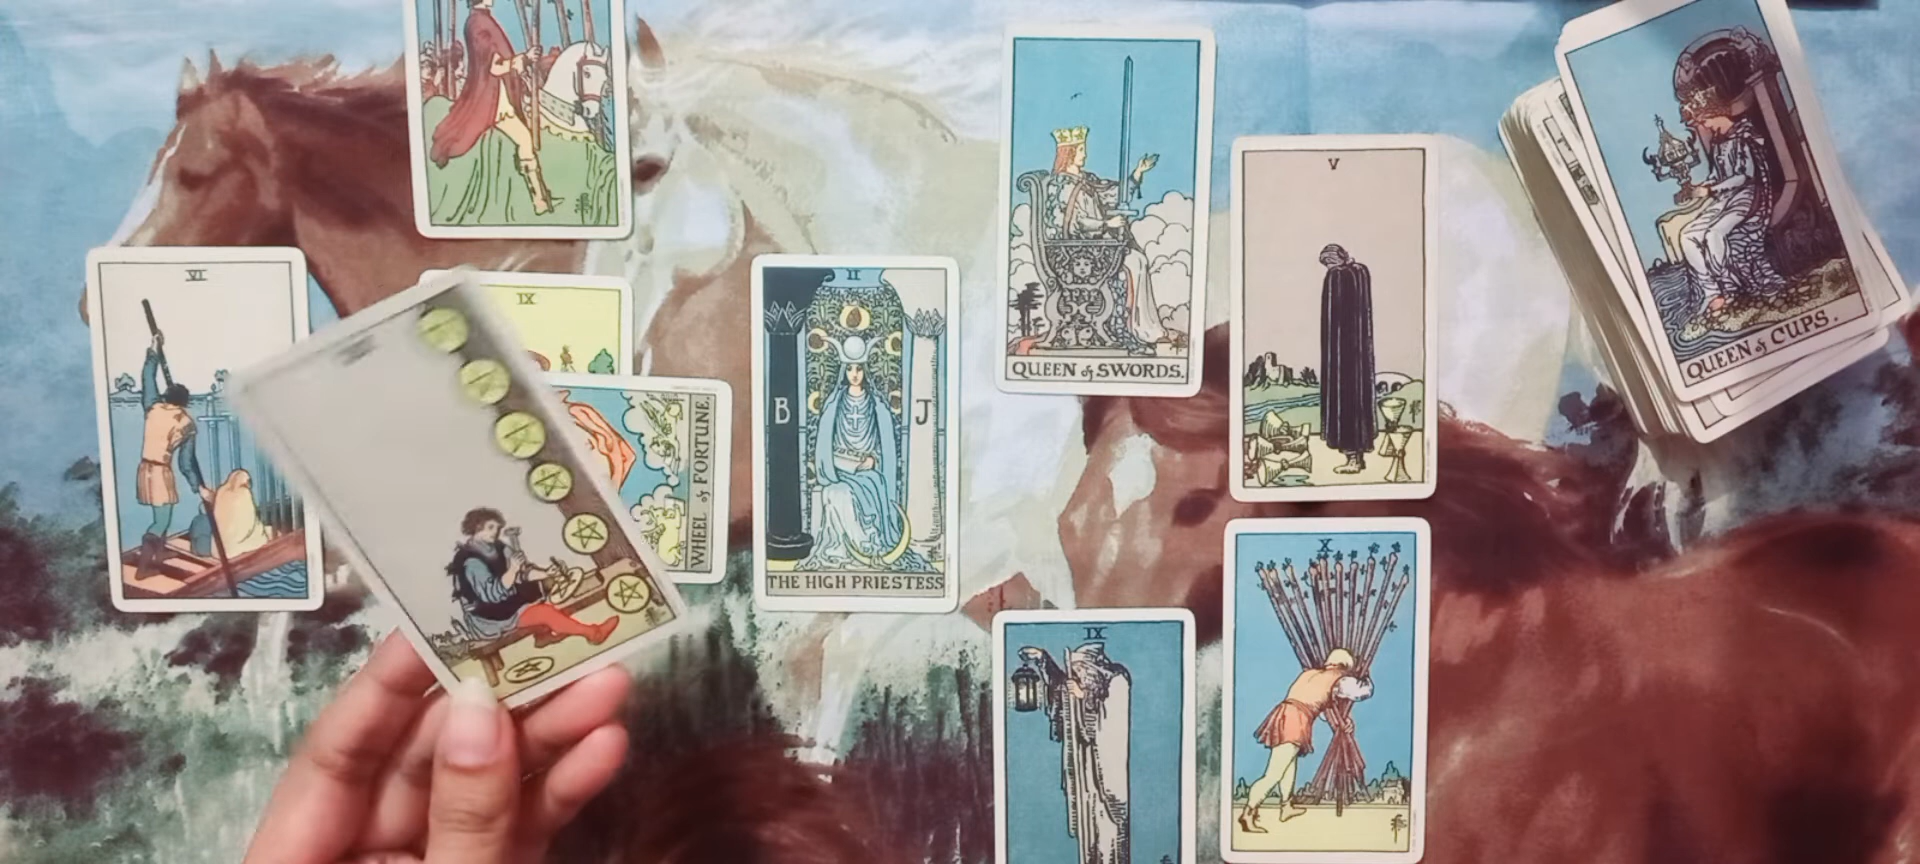 VI
IX
WHEEL of FORTUNE.
II
B
J
THE HIGH PRIESTESS
QUEEN of SWORDS.
V
IX
X
QUEEN of CUPS.